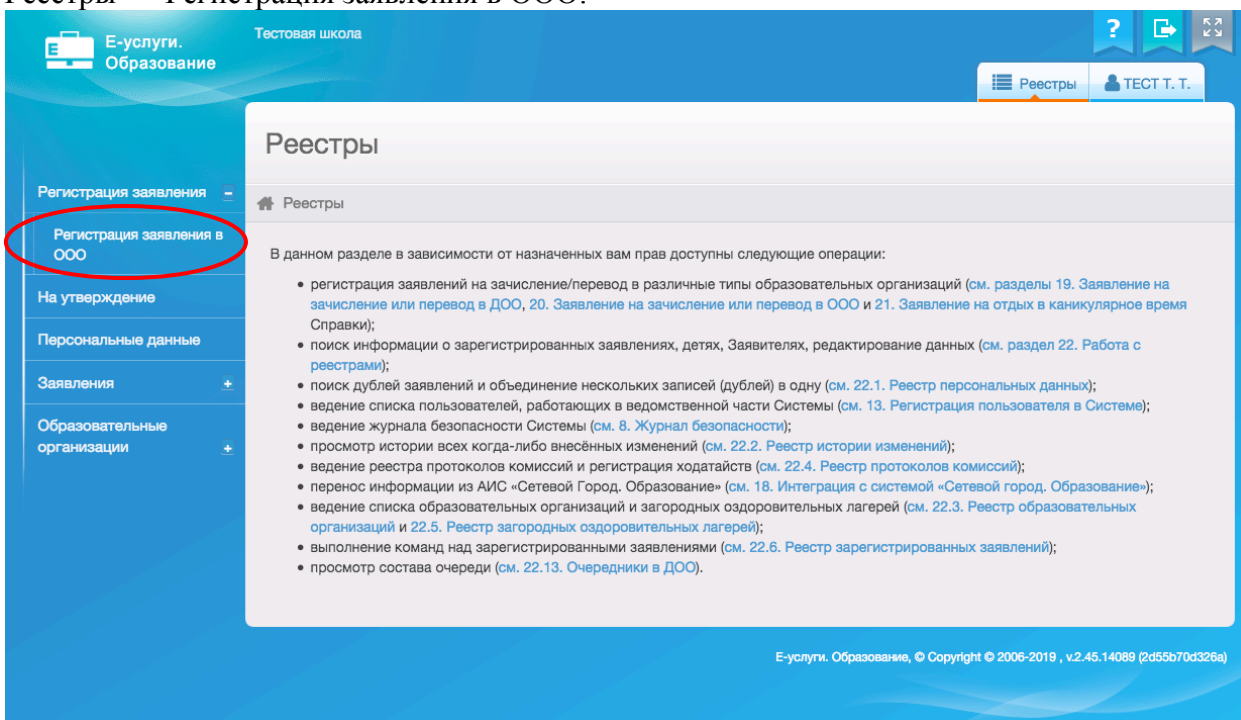 Реестры — Регистрация заявления в ООО.
Е-услуги.
Образование
Тестовая школа
?
Реестры
ТЕСТ Т. Т.
Реестры
Регистрация заявления
Регистрация заявления в
ООО
На утверждение
Персональные данные
Заявления
Образовательные
организации
Реестры
В данном разделе в зависимости от назначенных вам прав доступны следующие операции:
• регистрация заявлений на зачисление/перевод в различные типы образовательных организаций (см. разделы 19. Заявление на
зачисление или перевод в ДОО, 20. Заявление на зачисление или перевод в ООО и 21. Заявление на отдых в каникулярное время
Справки);
• поиск информации о зарегистрированных заявлениях, детях, Заявителях, редактирование данных (см. раздел 22. Работа с
реестрами);
• поиск дублей заявлений и объединение нескольких записей (дублей) в одну (см. 22.1. Реестр персональных данных);
• ведение списка пользователей, работающих в ведомственной части Системы (см. 13. Регистрация пользователя в Системе);
• ведение журнала безопасности Системы (см. 8. Журнал безопасности);
• просмотр истории всех когда-либо внесённых изменений (см. 22.2. Реестр истории изменений);
• ведение реестра протоколов комиссий и регистрация ходатайств (см. 22.4. Реестр протоколов комиссий);
• перенос информации из АИС «Сетевой Город. Образование» (см. 18. Интеграция с системой «Сетевой город. Образование»);
• ведение списка образовательных организаций и загородных оздоровительных лагерей (см. 22.3. Реестр образовательных
организаций и 22.5. Реестр загородных оздоровительных лагерей);
• выполнение команд над зарегистрированными заявлениями (см. 22.6. Реестр зарегистрированных заявлений);
• просмотр состава очереди (см. 22.13. Очередники в ДОО).
Е-услуги. Образование, © Copyright © 2006-2019 , v.2.45.14089 (2d55b70d326a)